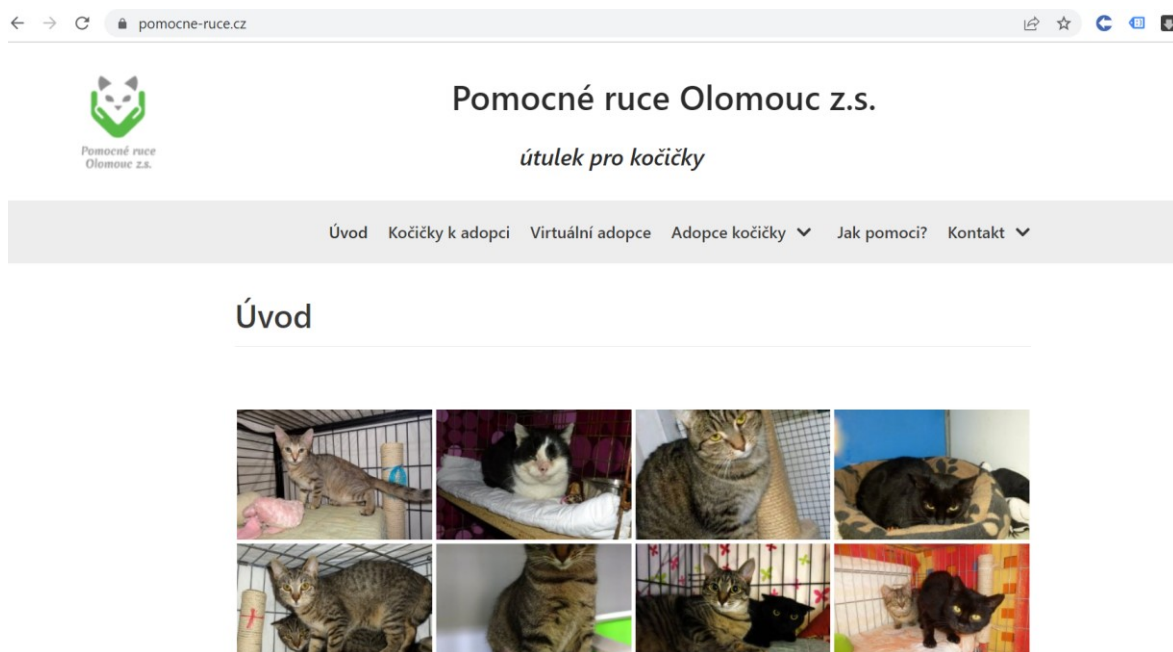 pomocne-ruce.cz
Pomocné ruce
Olomouc z.s.
Pomocné ruce Olomouc z.s.
útulek pro kočičky
Úvod Kočičky k adopci Virtuální adopce Adopce kočičky Jak pomoci? Kontakt
Úvod